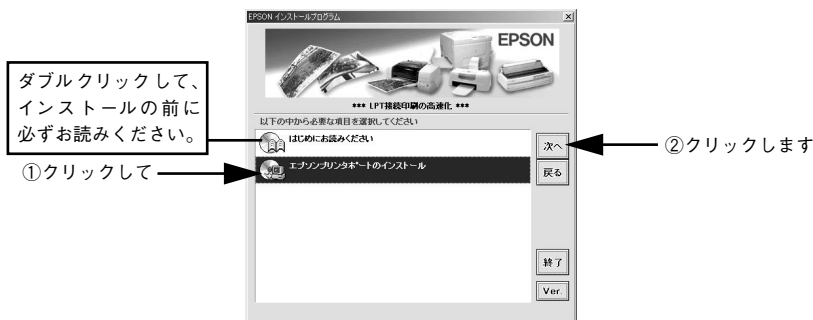 EPSON インストールプログラム
EPSON
*** LPT接続印刷の高速化 ***
以下の中から必要な項目を選択してください
ダブルクリックして、
インストールの前に
必ずお読みください。
はじめにお読みください
①クリックして
エプソンプリンタポートのインストール
次へ
②クリックします
戻る
終了
Ver.